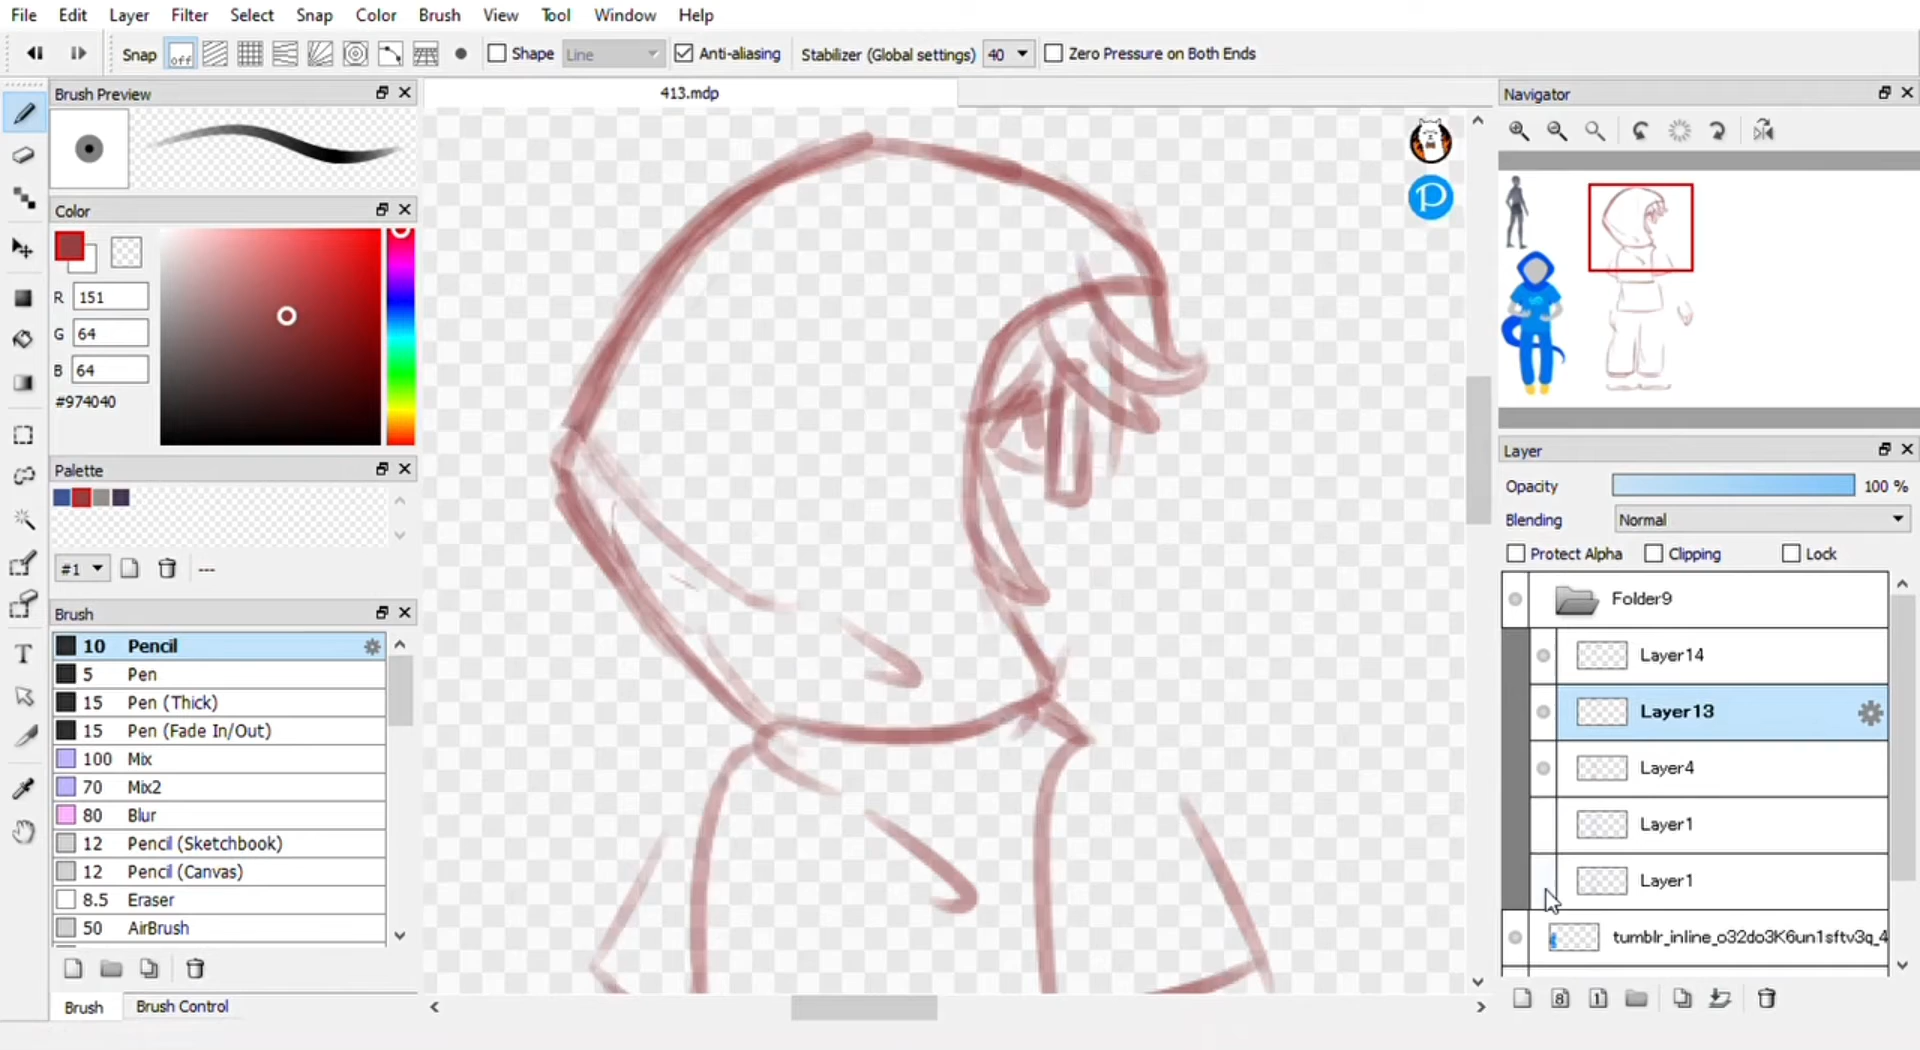 File Edit Layer Filter Select Snap Color Brush View Tool Window Help
Snap off Shape Line Anti-aliasing Stabilizer (Global settings) 40 Zero Pressure on Both Ends
Brush Preview
413.mdp
Navigator
Color
R 151
G 64
B 64
#974040
Palette
#1 ---
Brush
10 Pencil
5 Pen
15 Pen (Thick)
15 Pen (Fade In/Out)
100 Mix
70 Mix2
80 Blur
12 Pencil (Sketchbook)
12 Pencil (Canvas)
8.5 Eraser
50 AirBrush
Brush Brush Control
P
Layer
Opacity 100 %
Blending Normal
Protect Alpha Clipping Lock
Folder9
Layer14
Layer13
Layer4
Layer1
Layer1
tumblr_inline_o32do3K6un1sftv3q_4
8 1
T